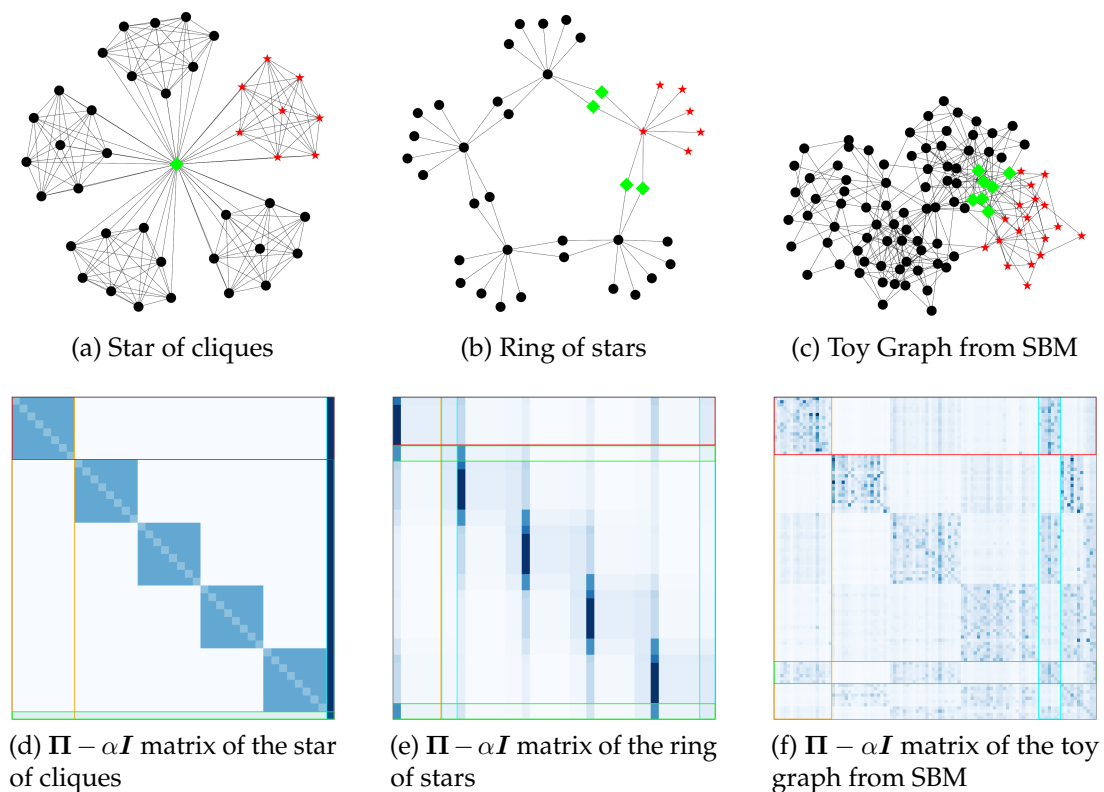 (a) Star of cliques
(b) Ring of stars
(c) Toy Graph from SBM
(d) Π − αI matrix of the star
of cliques
(e) Π − αI matrix of the ring
of stars
(f) Π − αI matrix of the toy
graph from SBM